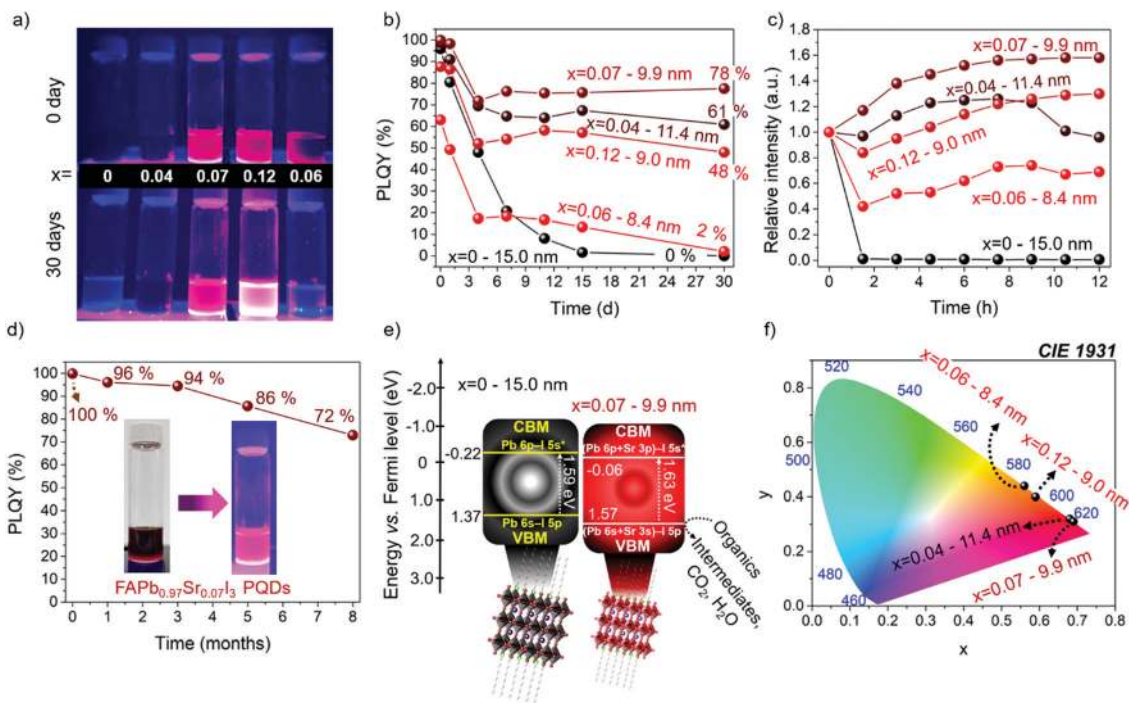 a)
0 day
x=
0 0.04 0.07 0.12 0.06
30 days
b)
PLQY (%)
100
90
80
70
60
50
40
30
20
10
0
x=0.07 - 9.9 nm 78 %
61 %
x=0.04 - 11.4 nm
x=0.12 - 9.0 nm
48 %
x=0.06 - 8.4 nm
2 %
x=0 - 15.0 nm
0 %
0 3 6 9 12 15 18 21 24 27 30
Time (d)
c)
Relative intensity (a.u.)
1.8
1.6
1.4
1.2
1.0
0.8
0.6
0.4
0.2
0.0
x=0.07 - 9.9 nm
x=0.04 - 11.4 nm
x=0.12 - 9.0 nm
x=0.06 - 8.4 nm
x=0 - 15.0 nm
0 2 4 6 8 10 12
Time (h)
d)
PLQY (%)
100
90
80
70
60
50
40
30
20
10
0
100 %
96 %
94 %
86 %
72 %
FAPb₀.₉₇Sr₀.₀₇I₃ PQDs
0 1 2 3 4 5 6 7 8
Time (months)
e)
Energy vs. Fermi level (eV)
-2.0
-1.0
0
1.0
2.0
3.0
x=0 - 15.0 nm
CBM
Pb 6p–I 5s*
-0.22
1.59 eV
1.37
Pb 6s–I 5p
VBM
x=0.07 - 9.9 nm
CBM
(Pb 6p+Sr 3p)–I 5s*
-0.06
1.63 eV
1.57
(Pb 6s+Sr 3s)–I 5p
VBM
Organics
Intermediates,
CO₂, H₂O
f)
CIE 1931
y
0.8
0.6
0.4
0.2
0.0
520
540
560
580
600
620
500
480
460
x=0.06 - 8.4 nm
x=0.12 - 9.0 nm
x=0.04 - 11.4 nm
x=0.07 - 9.9 nm
0.0 0.1 0.2 0.3 0.4 0.5 0.6 0.7 0.8
x